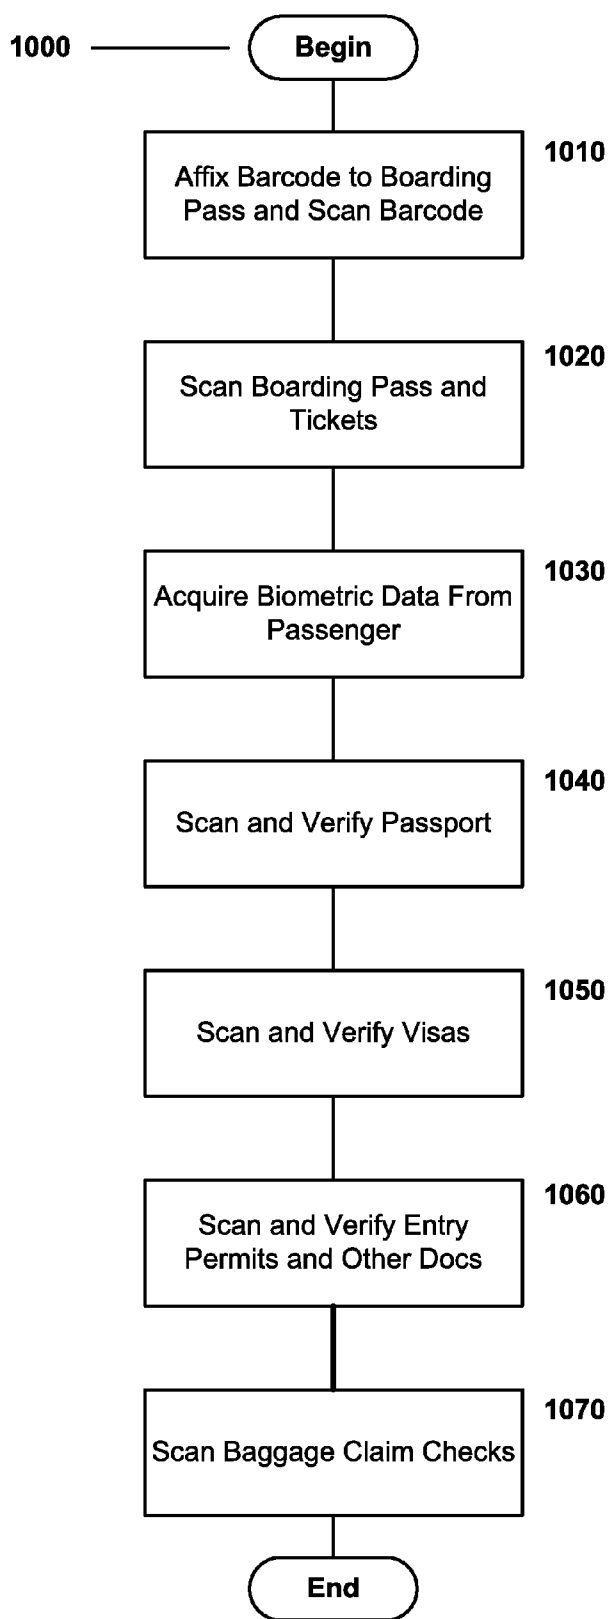 1000
Begin
1010
Affix Barcode to Boarding
Pass and Scan Barcode
1020
Scan Boarding Pass and
Tickets
1030
Acquire Biometric Data From
Passenger
1040
Scan and Verify Passport
1050
Scan and Verify Visas
1060
Scan and Verify Entry
Permits and Other Docs
1070
Scan Baggage Claim Checks
End